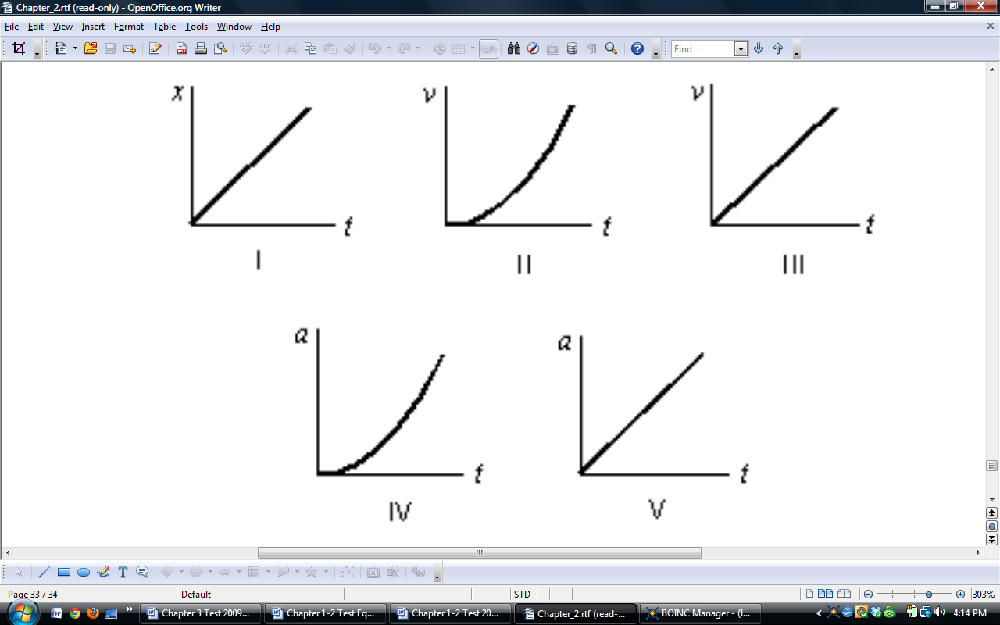 Chapter_2.rtf (read-only) - OpenOffice.org Writer
File Edit View Insert Format Table Tools Window Help
Find
x
t
I
v
t
II
v
t
III
a
t
IV
a
t
V
Page 33 / 34 Default STD 303%
Chapter 3 Test 2009... Chapter 1-2 Test Eq... Chapter 1-2 Test 20... Chapter_2.rtf (read-... BOINC Manager - (l... 4:14 PM